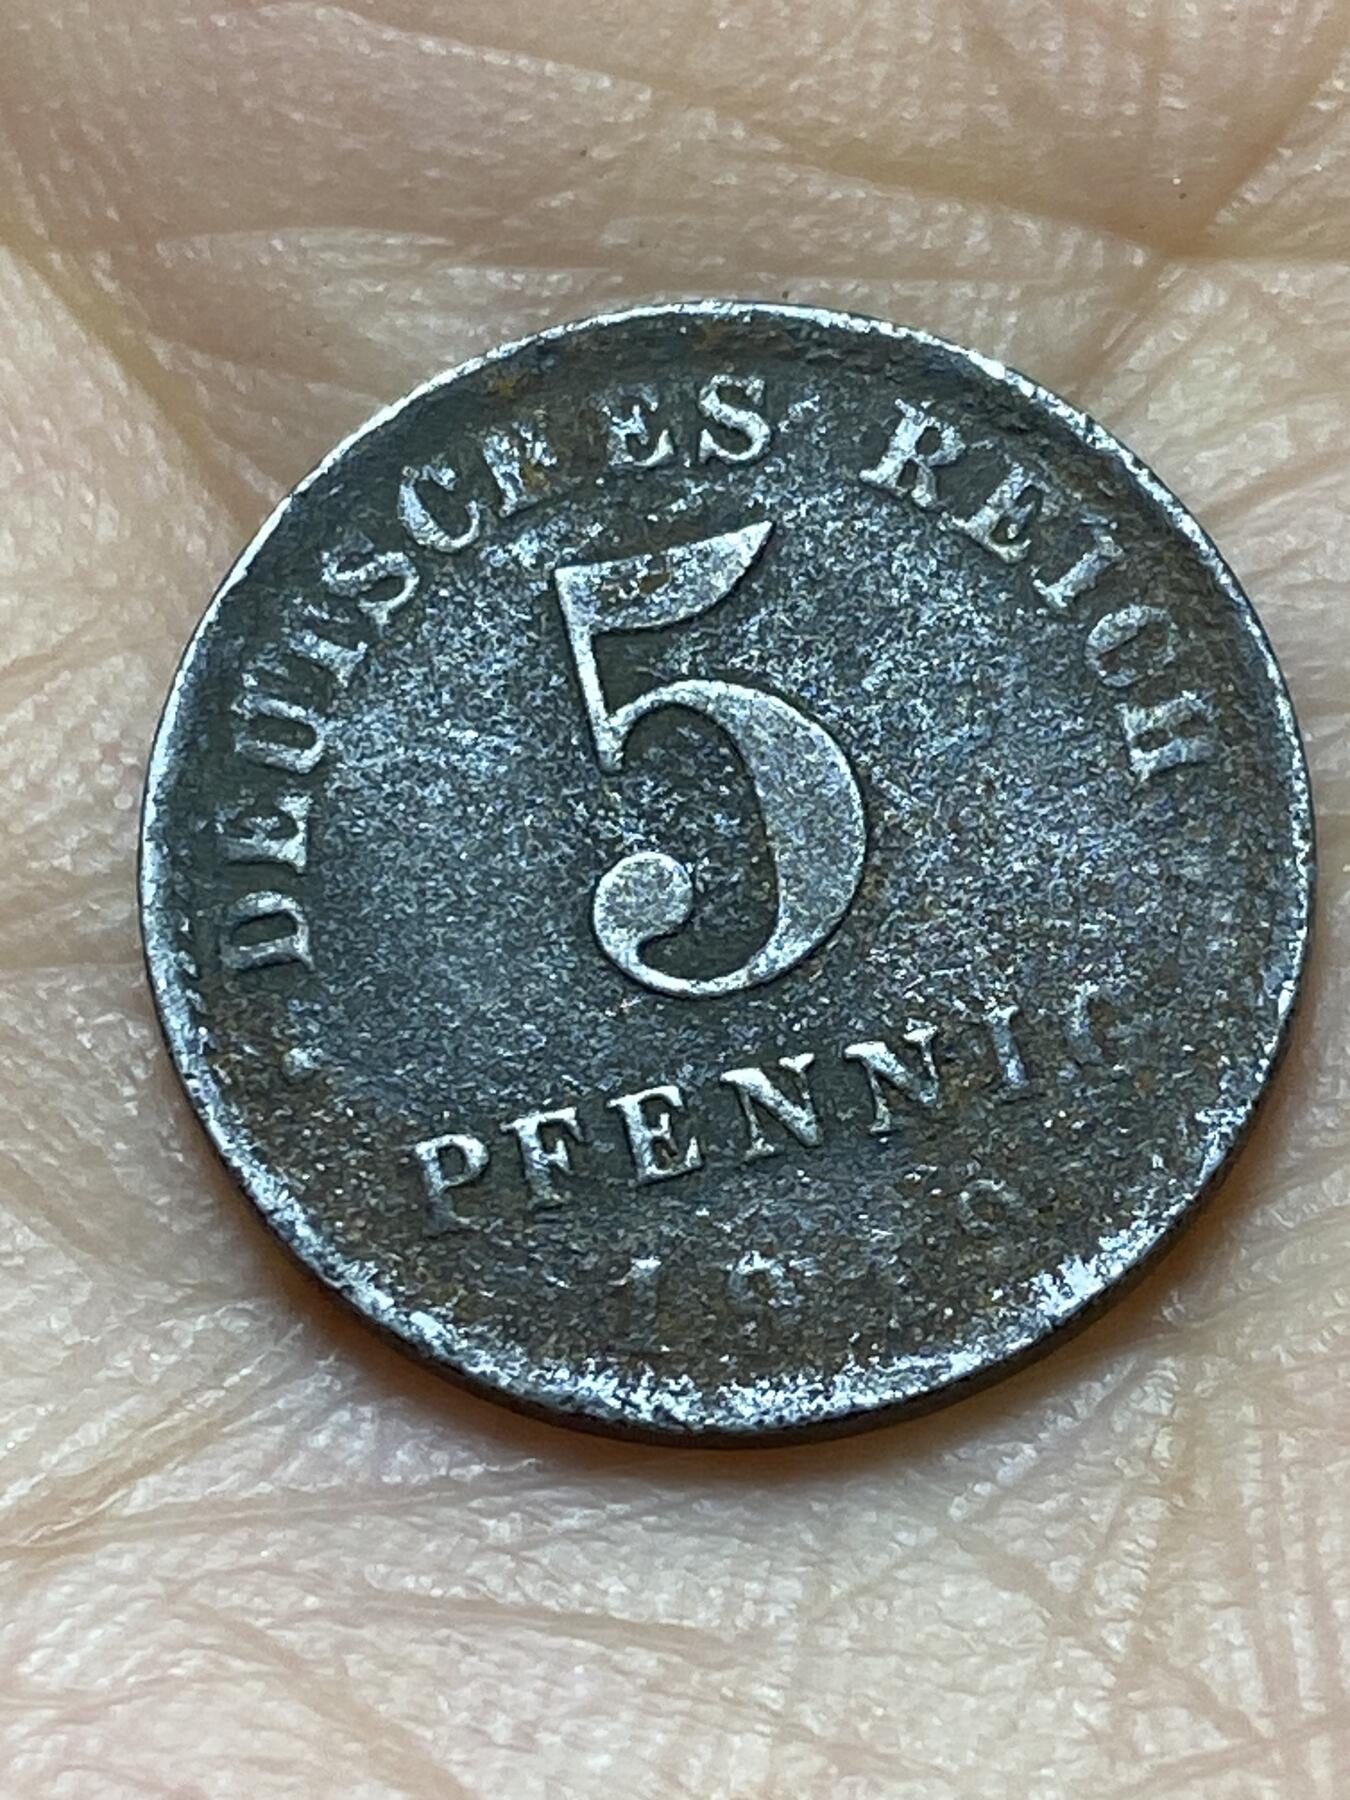 DEUTSCHES REICH
5
PFENNIG